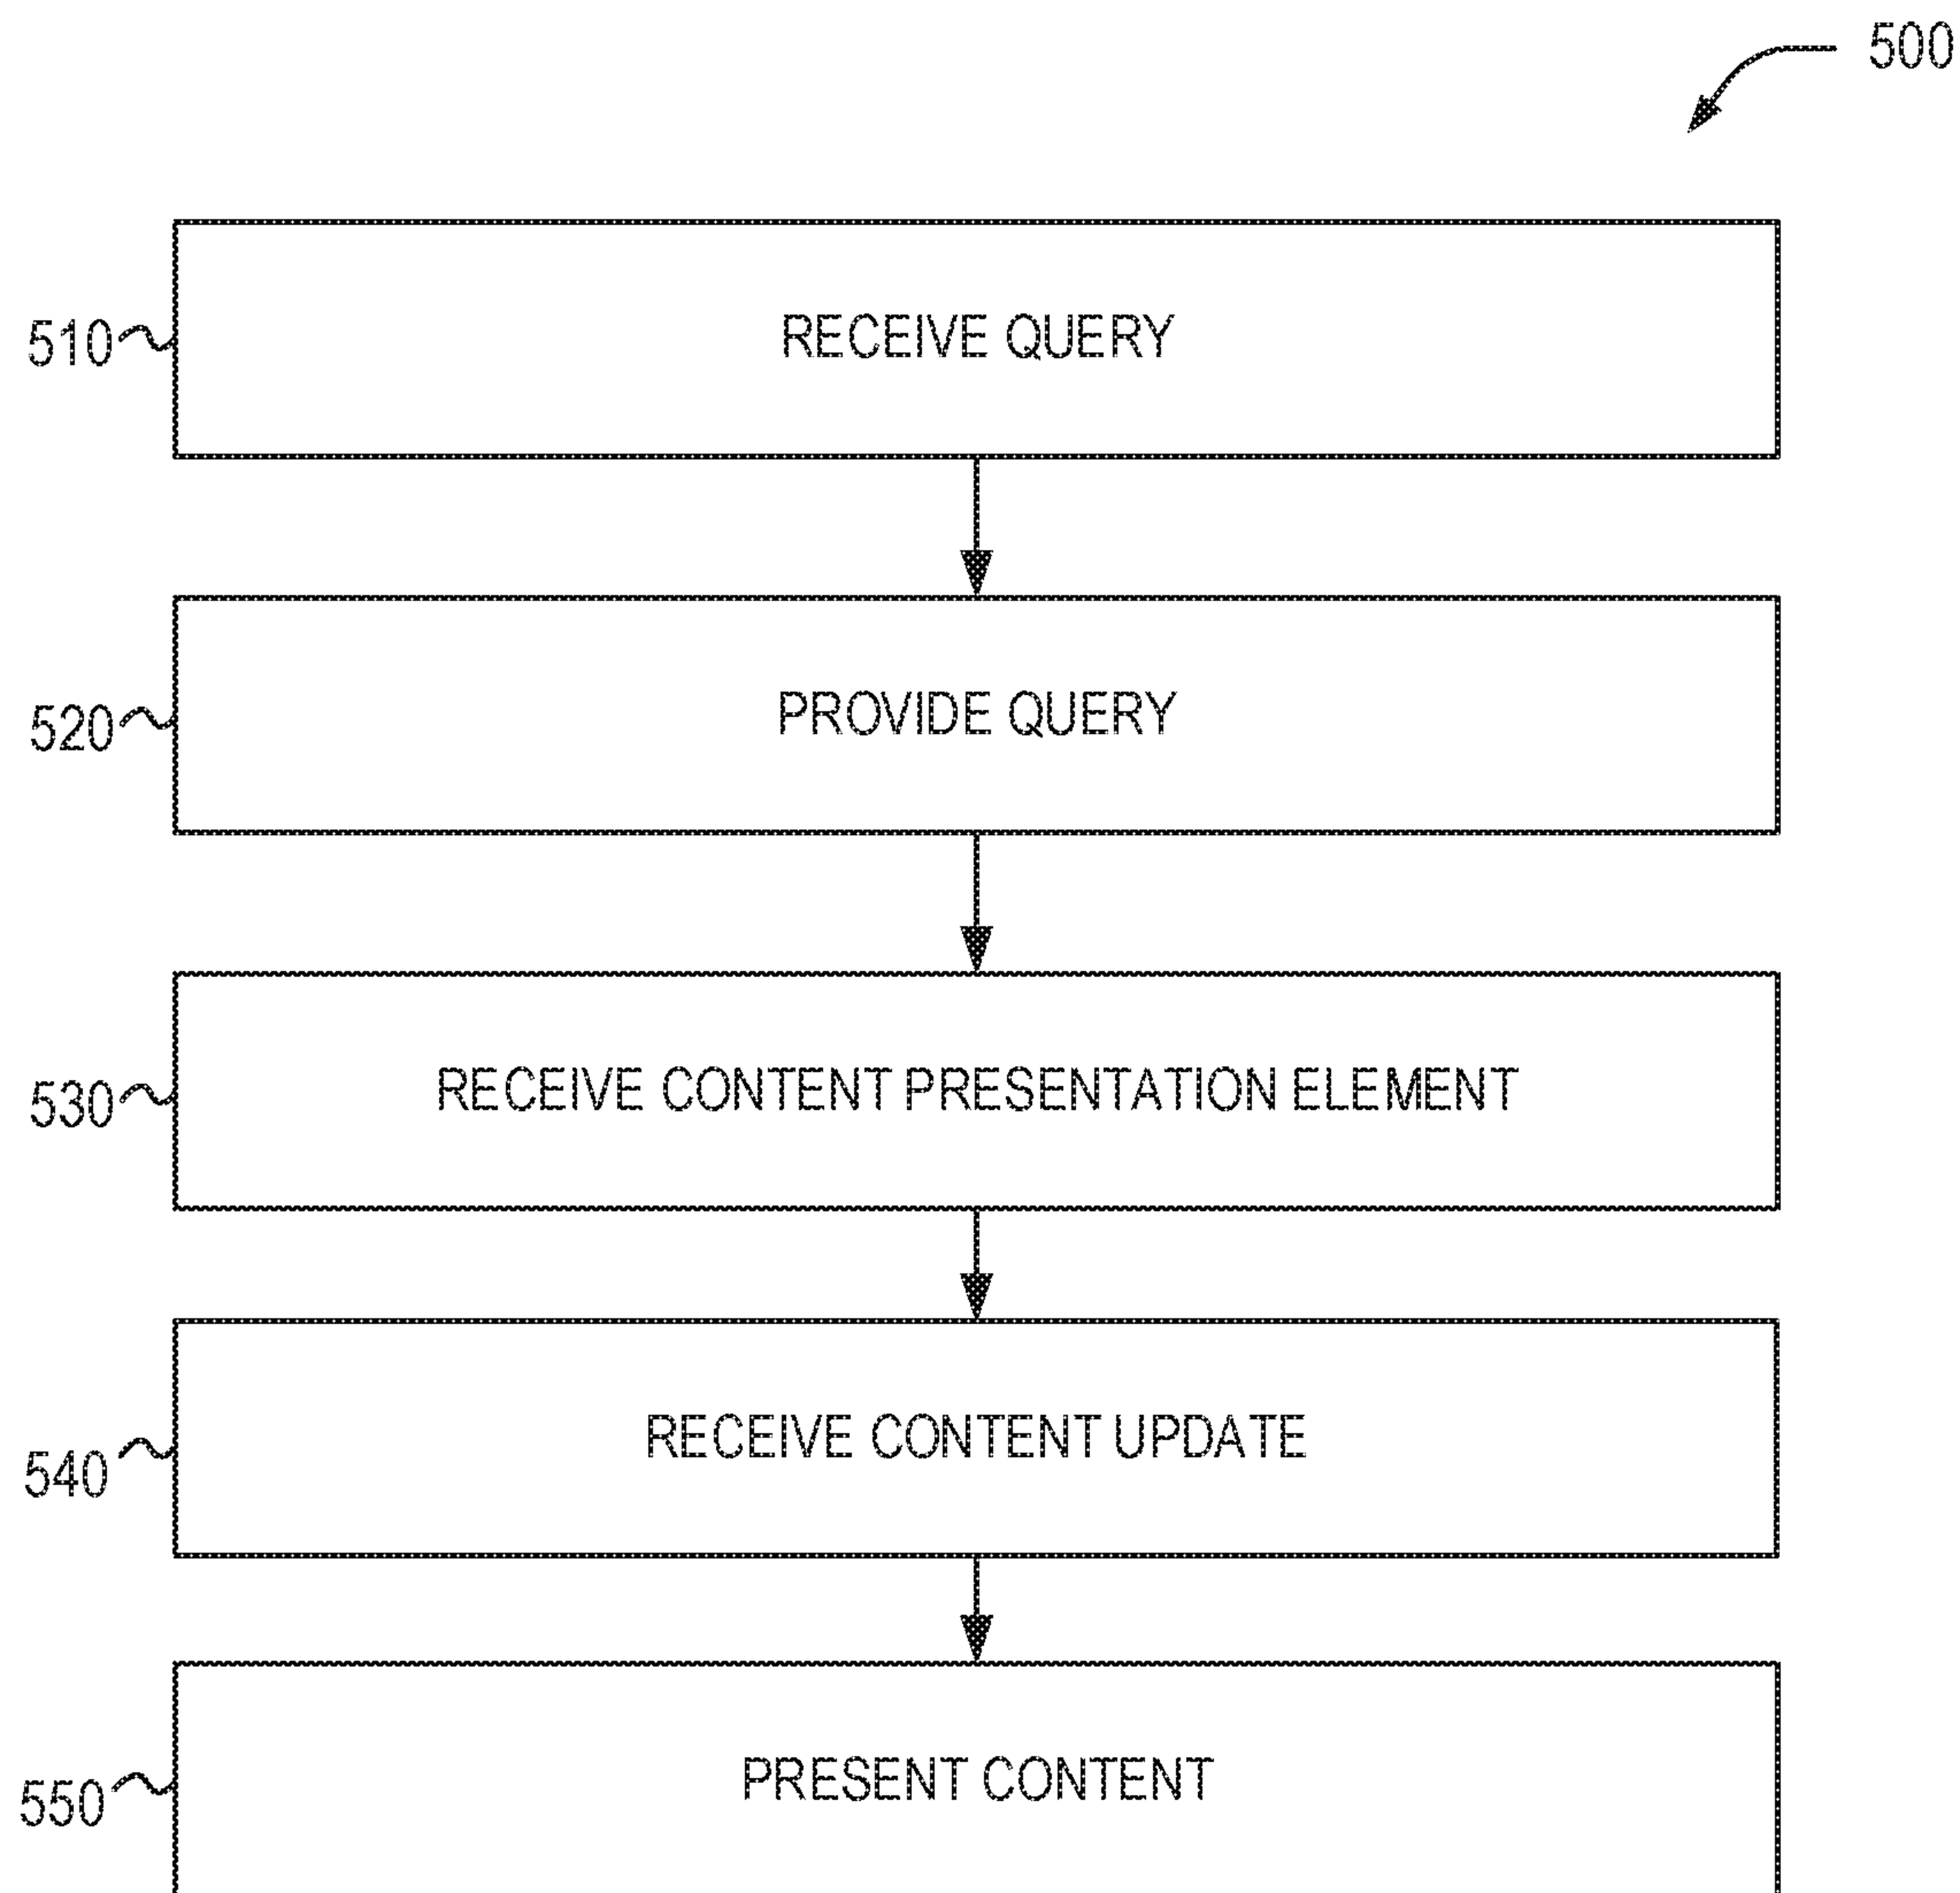 500
510
RECEIVE QUERY
520
PROVIDE QUERY
530
RECEIVE CONTENT PRESENTATION ELEMENT
540
RECEIVE CONTENT UPDATE
550
PRESENT CONTENT